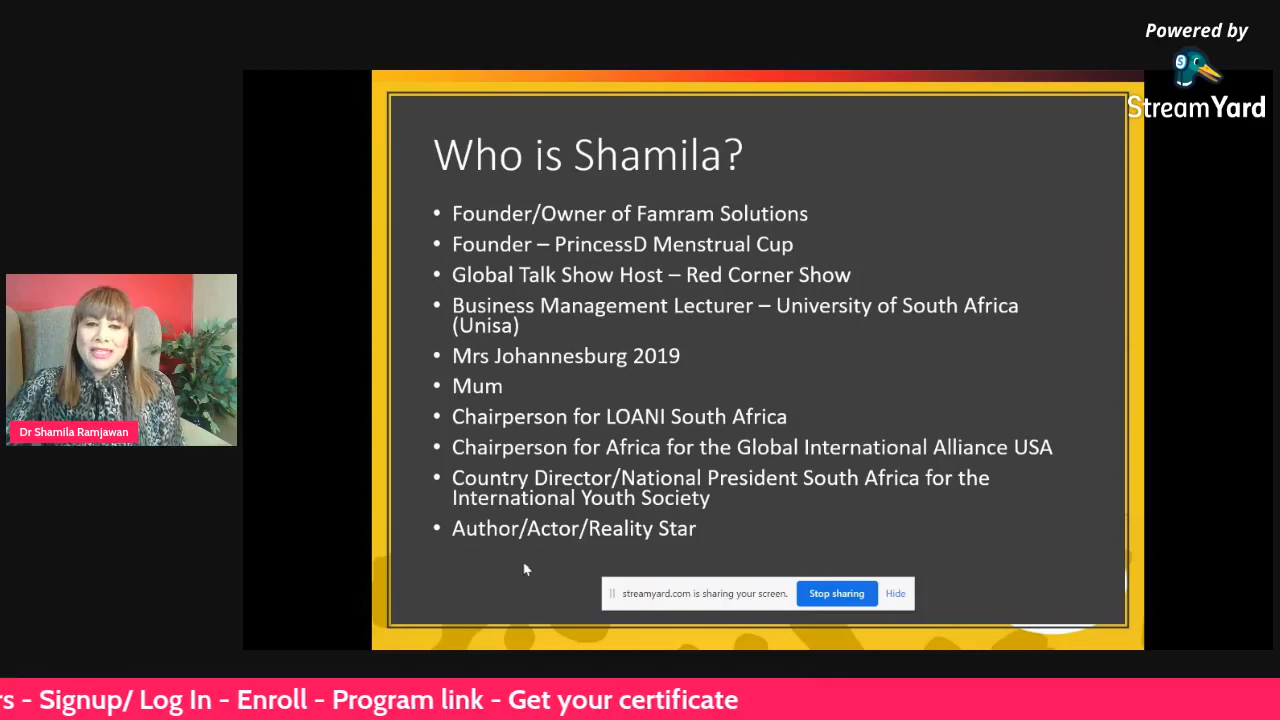 Powered by
StreamYard
Who is Shamila?
• Founder/Owner of Famram Solutions
• Founder – PrincessD Menstrual Cup
• Global Talk Show Host – Red Corner Show
• Business Management Lecturer – University of South Africa
(Unisa)
• Mrs Johannesburg 2019
• Mum
• Chairperson for LOANI South Africa
• Chairperson for Africa for the Global International Alliance USA
• Country Director/National President South Africa for the
International Youth Society
• Author/Actor/Reality Star
Dr Shamila Ramjawan
streamyard.com is sharing your screen. Stop sharing Hide
rs - Signup/ Log In - Enroll - Program link - Get your certificate